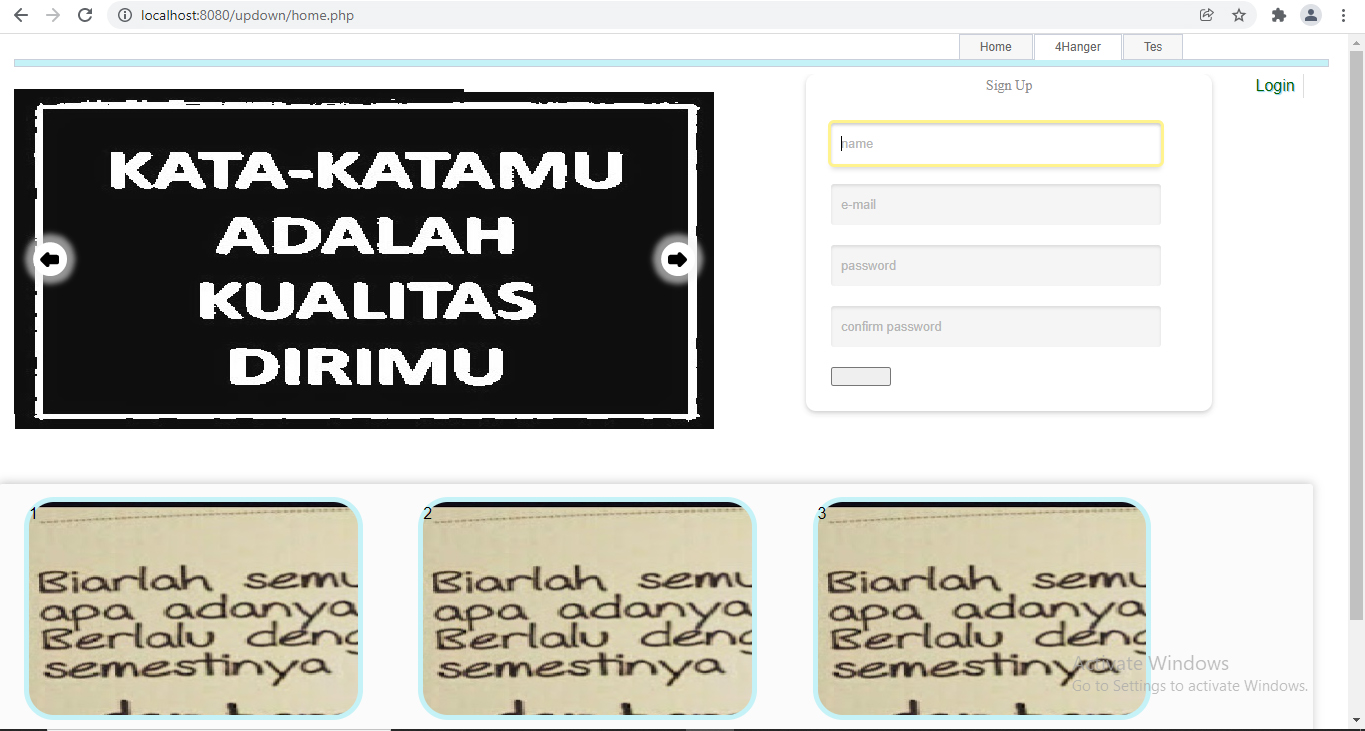 localhost:8080/updown/home.php
Home
4Hanger
Tes
Sign Up
Login
KATA-KATAMU
ADALAH
KUALITAS
DIRIMU
name
e-mail
password
confirm password
1
Biarlah semu
apa adanya
Berlalu deng
semestinya
2
Biarlah semu
apa adanya
Berlalu deng
semestinya
3
Biarlah semu
apa adanya
Berlalu deng
semestinya
Activate Windows
Go to Settings to activate Windows.